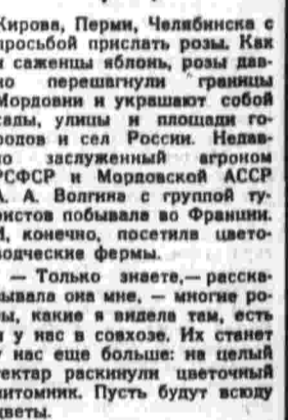 Кирова, Перми, Челябинска с
просьбой прислать розы. Как
и саженцы яблонь, розы дав-
но перешагнули границы
Мордовии и украшают собой
сады, улицы и площади го-
родов и сел России. Недав-
но заслуженный агроном
РСФСР и Мордовской АССР
А. А. Волгина с группой ту-
ристов побывала во Франции.
И, конечно, посетила цвето-
водческие фермы.
— Только знаете,— расска-
зывала она мне, — многие ро-
зы, какие я видела там, есть
и у нас в совхозе. Их станет
у нас еще больше: на целый
гектар раскинули цветочный
питомник. Пусть будут всюду
цветы.